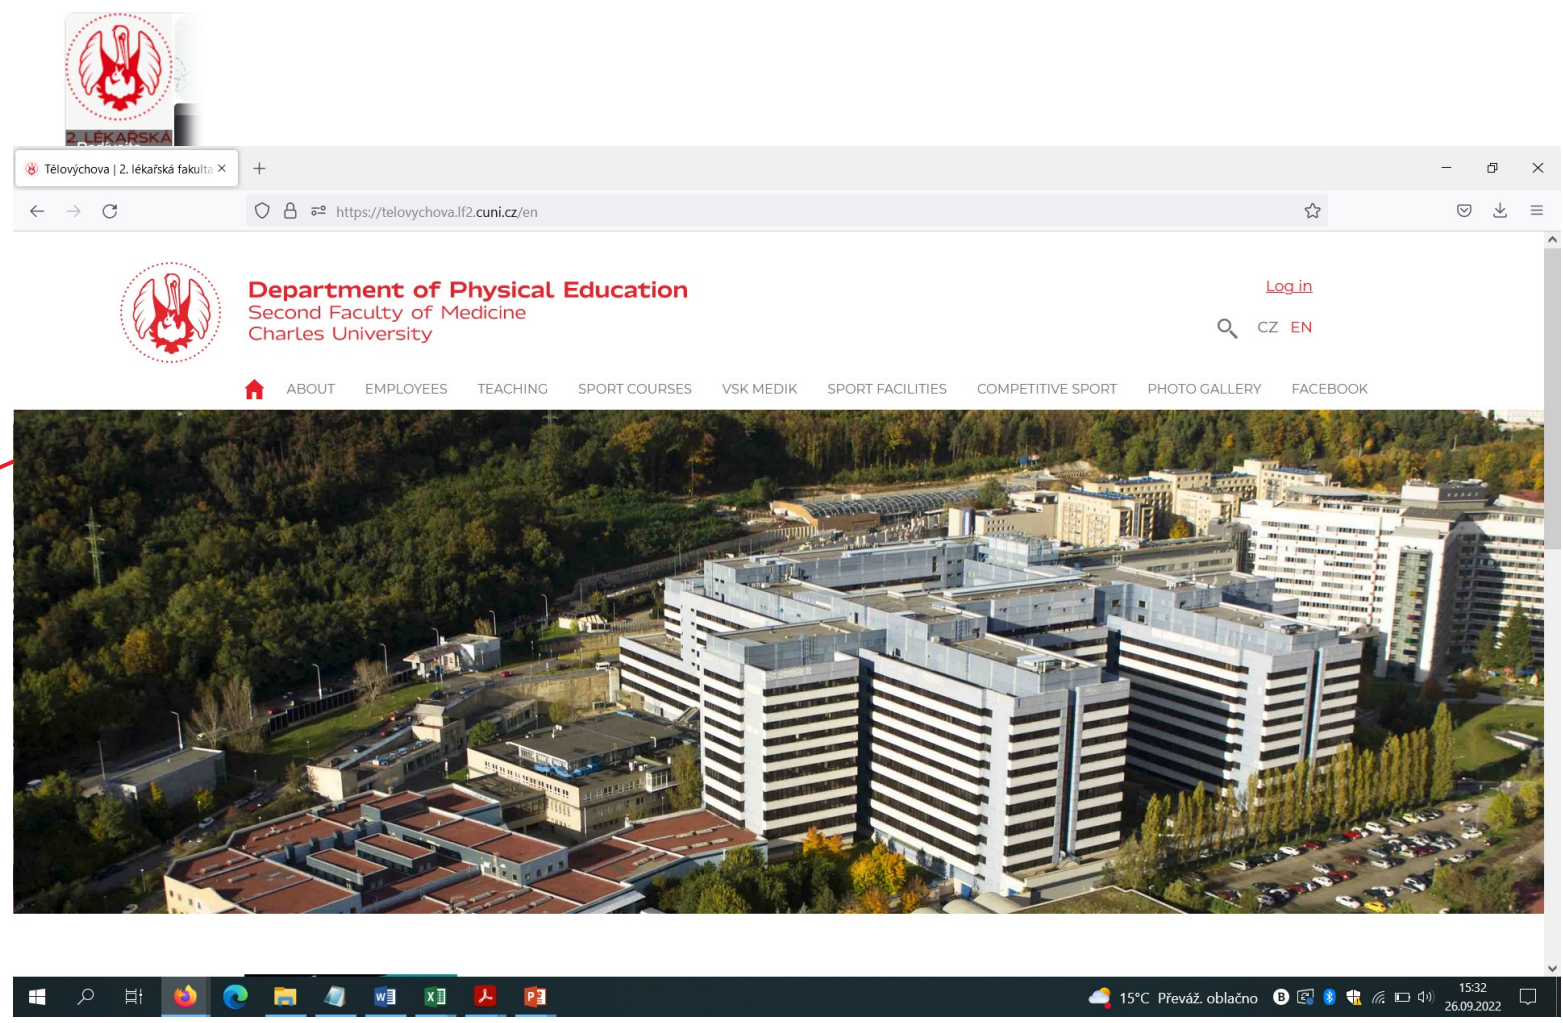 2. LÉKAŘSKÁ
Podívejte
Tělovýchova | 2. lékařská fakulta
https://telovychova.lf2.cuni.cz/en
Department of Physical Education
Second Faculty of Medicine
Charles University
Log in
CZ EN
ABOUT EMPLOYEES TEACHING SPORT COURSES VSK MEDIK SPORT FACILITIES COMPETITIVE SPORT PHOTO GALLERY FACEBOOK
15°C Převáž. oblačno
15:32
26.09.2022